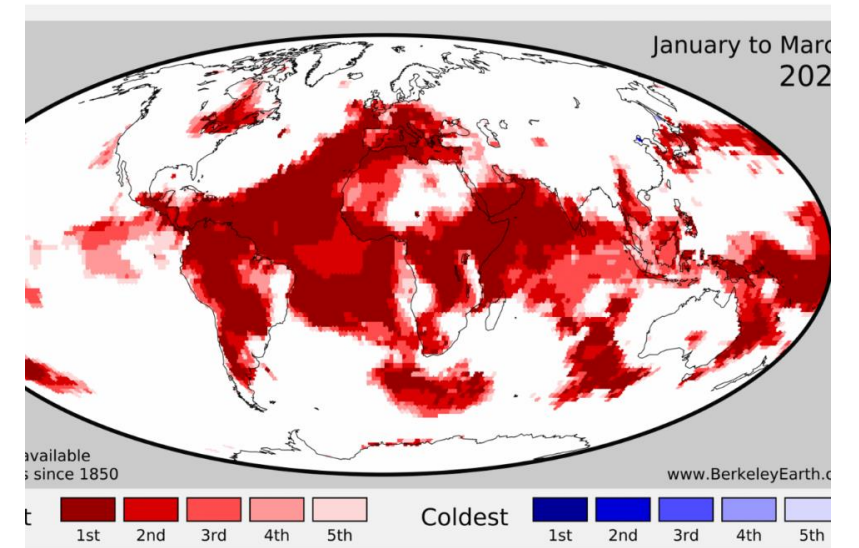 January to Marc
202
available
s since 1850
www.BerkeleyEarth.c
t
1st 2nd 3rd 4th 5th
Coldest
1st 2nd 3rd 4th 5th